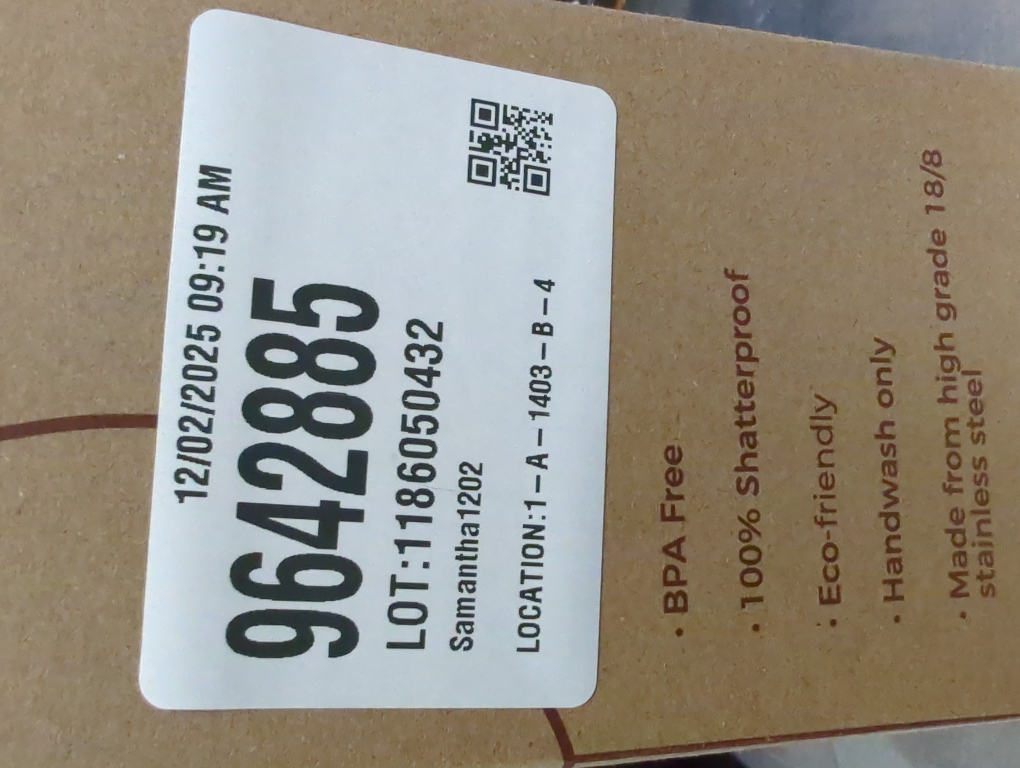 12/02/2025 09:19 AM
9642885
LOT:1186050432
Samantha1202
LOCATION:1-A-1403-B-4
• BPA Free
• 100% Shatterproof
• Eco-friendly
• Handwash only
• Made from high grade 18/8
stainless steel